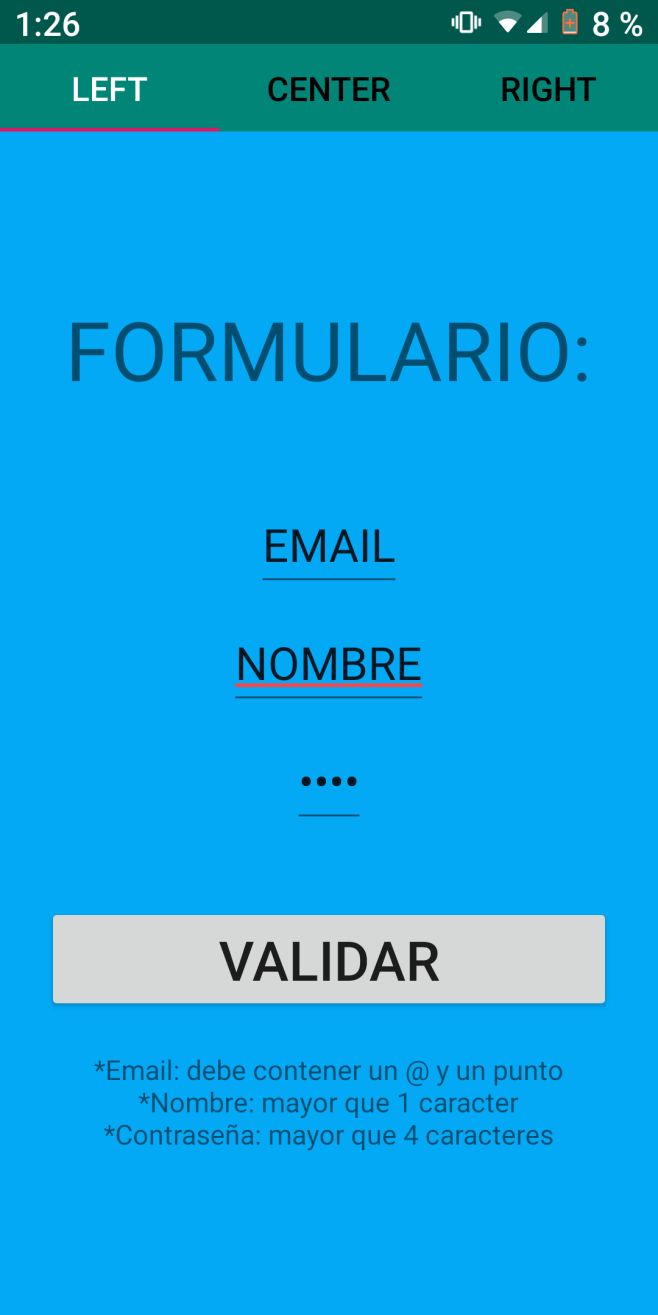 1:26 8 %
LEFT CENTER RIGHT
FORMULARIO:
EMAIL
NOMBRE
••••
VALIDAR
*Email: debe contener un @ y un punto
*Nombre: mayor que 1 caracter
*Contraseña: mayor que 4 caracteres